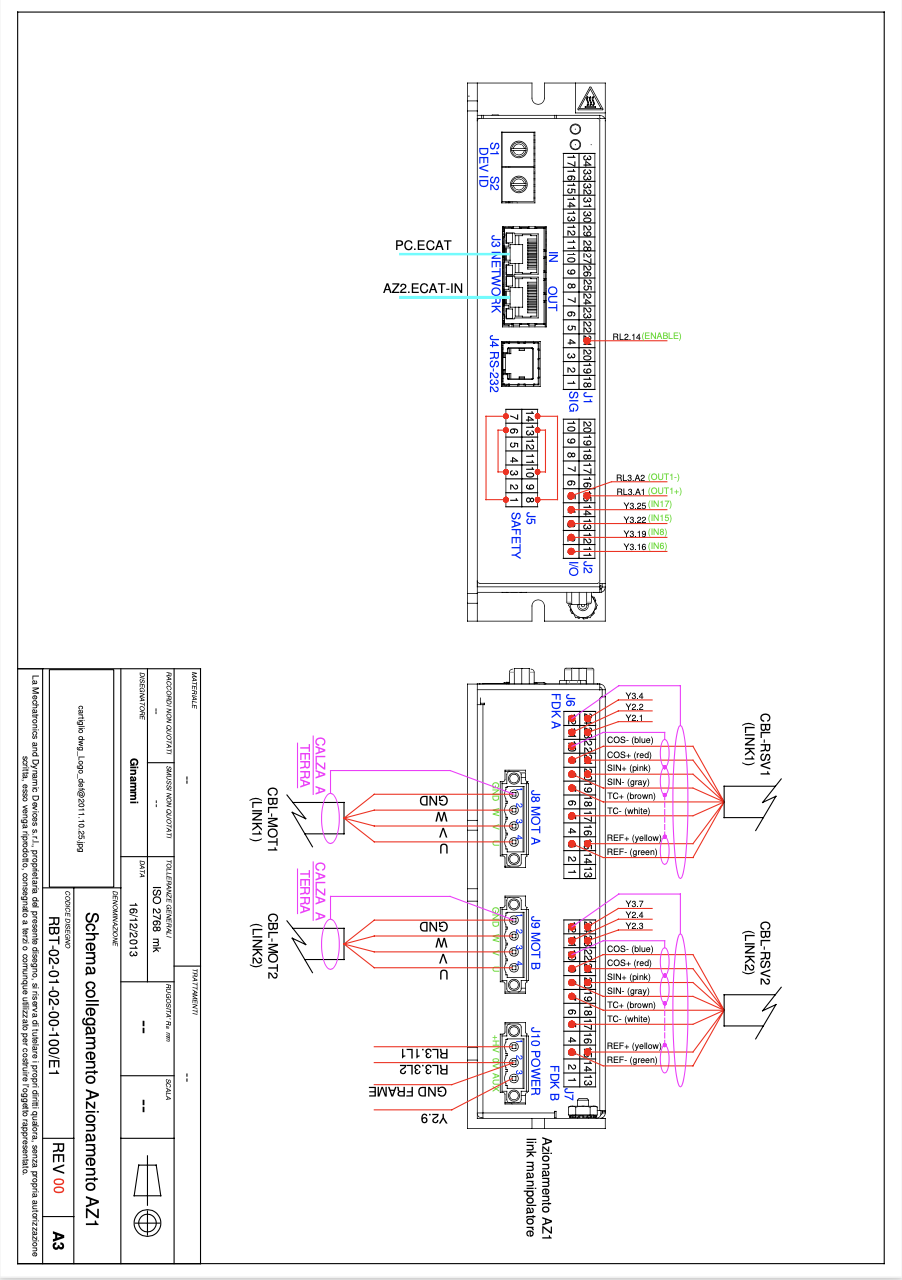 S1
S2
DEV ID
17 16 15 14 13 12 11 10 9 8 7 6 5 4 3 2 1
34 33 32 31 30 29 28 27 26 25 24 23 22 20 19 18
J1
SIG
PC.ECAT
AZ2.ECAT-IN
J3 NETWORK
IN
OUT
J4 RS-232
RL2.14 (ENABLE)
10 9 8 7 6
20 19 18 17 16 14 13 12 11
J2
I/O
RL3.A2 (OUT1-)
RL3.A1 (OUT1+)
Y3.25 (IN17)
Y3.22 (IN15)
Y3.19 (IN8)
Y3.16 (IN6)
7 6 5 4 3 2 1
14 13 12 11 10 9 8
J5
SAFETY
J6
FDK A
Y3.4
Y2.2
Y2.1
COS- (blue)
COS+ (red)
SIN+ (pink)
SIN- (gray)
TC+ (brown)
TC- (white)
REF+ (yellow)
REF- (green)
CBL-RSV1
(LINK1)
J8 MOT A
GND
W
V
U
CALZA A
TERRA
CBL-MOT1
(LINK1)
Y3.7
Y2.4
Y2.3
COS- (blue)
COS+ (red)
SIN+ (pink)
SIN- (gray)
TC+ (brown)
TC- (white)
REF+ (yellow)
REF- (green)
CBL-RSV2
(LINK2)
J9 MOT B
GND
W
V
U
CALZA A
TERRA
CBL-MOT2
(LINK2)
J7
FDK B
J10 POWER
RL3.1L1
RL3.3L2
GND FRAME
Y2.9
Azionamento AZ1
link manipolatore
MATERIALE
--
TRATTAMENTI
--
RACCORDI NON QUOTATI
--
SMUSSI NON QUOTATI
--
TOLLERANZE GENERALI
ISO 2768 mk
RUGOSITA' Ra mm
--
SCALA
--
DISEGNATORE
Ginammi
DATA
16/12/2013
cartiglio dwg_Logo_def@2011.10.25.jpg
DENOMINAZIONE
Schema collegamento Azionamento AZ1
CODICE DISEGNO
RBT-02-01-02-00-100/E1
REV 00
A3
La Mechatronics and Dynamic Devices s.r.l., proprietaria del presente disegno, si riserva di tutelare i propri diritti qualora, senza propria autorizzazione
scritta, esso venga riprodotto, consegnato a terzi o comunque utilizzato per costruire l'oggetto rappresentato.